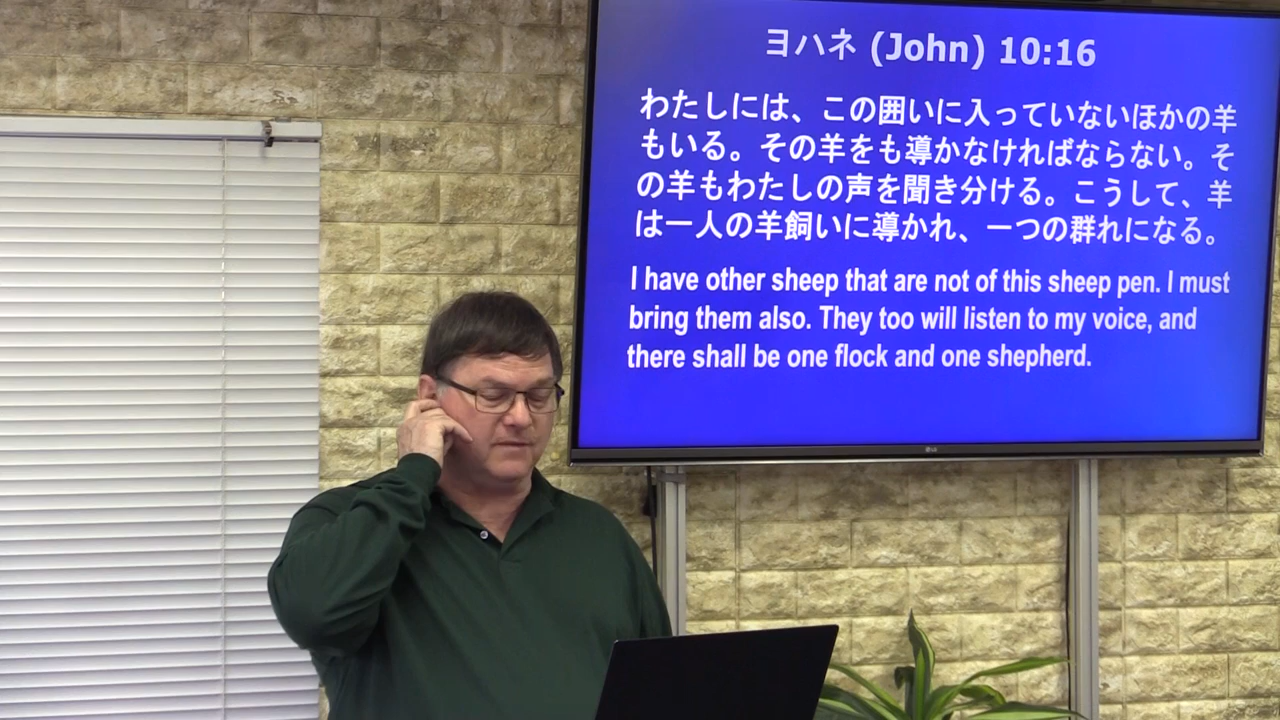 ヨハネ (John) 10:16
わたしには、この囲いに入っていないほかの羊
もいる。その羊をも導かなければならない。そ
の羊もわたしの声を聞き分ける。こうして、羊
は一人の羊飼いに導かれ、一つの群れになる。
I have other sheep that are not of this sheep pen. I must
bring them also. They too will listen to my voice, and
there shall be one flock and one shepherd.
LG